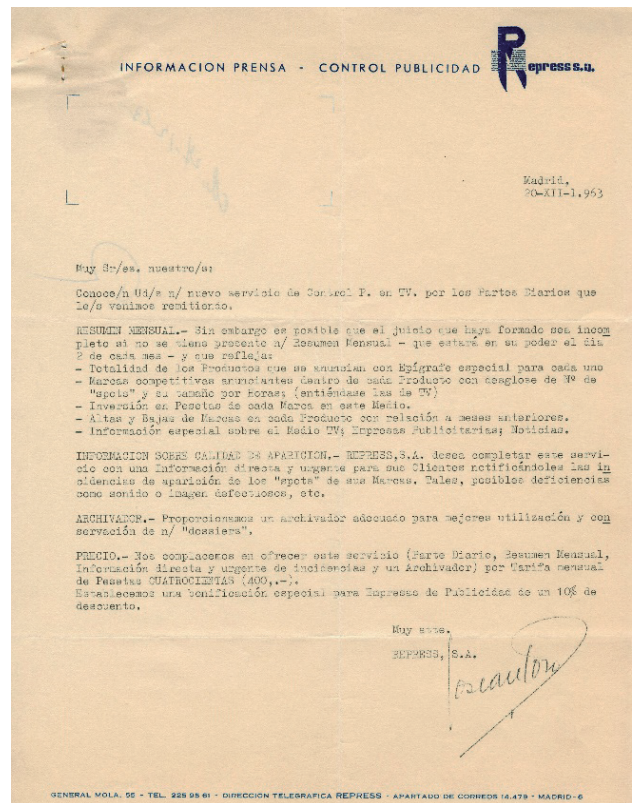 INFORMACION PRENSA - CONTROL PUBLICIDAD Repress s.a.
Madrid,
20-XII-1.963
Muy Sr/es. nuestro/s:
Conoce/n Ud/s n/ nuevo servicio de Control P. en TV. por los Partes Diarios que
le/s venimos remitiendo.
RESUMEN MENSUAL.- Sin embargo es posible que el juicio que haya formado sea incom
pleto si no se tiene presente n/ Resumen Mensual - que estará en su poder el día
2 de cada mes - y que refleja:
- Totalidad de los Productos que se anuncian con Epígrafe especial para cada uno
- Marcas competitivas anunciantes dentro de cada Producto con desglose de Nº de
"spots" y su tamaño por Horas; (entiéndase las de TV)
- Inversión en Pesetas de cada Marca en este Medio.
- Altas y Bajas de Marcas en cada Producto con relación a meses anteriores.
- Información especial sobre el Medio TV; Empresas Publicitarias; Noticias.
INFORMACION SOBRE CALIDAD DE APARICION.- REPRESS,S.A. desea completar este servi-
cio con una Información directa y urgente para sus Clientes notificándoles las in
cidencias de aparición de los "spots" de sus Marcas. Tales, posibles deficiencias
como sonido o imagen defectuosos, etc.
ARCHIVADOR.- Proporcionamos un archivador adecuado para mejores utilización y con
servación de n/ "dossiers".
PRECIO.- Nos complacemos en ofrecer este servicio (Parte Diario, Resumen Mensual,
Información directa y urgente de incidencias y un Archivador) por Tarifa mensual
de Pesetas CUATROCIENTAS (400,.-).
Establecemos una bonificación especial para Empresas de Publicidad de un 10% de
descuento.
Muy atte.
REPRESS, S.A.
GENERAL MOLA, 55 - TEL. 225 95 61 - DIRECCION TELEGRAFICA REPRESS - APARTADO DE CORREOS 14.479 - MADRID-6